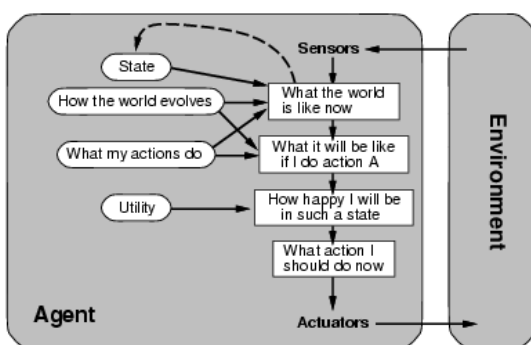 Sensors
State
What the world
is like now
How the world evolves
What my actions do
What it will be like
if I do action A
Utility
How happy I will be
in such a state
What action I
should do now
Agent
Actuators
Environment